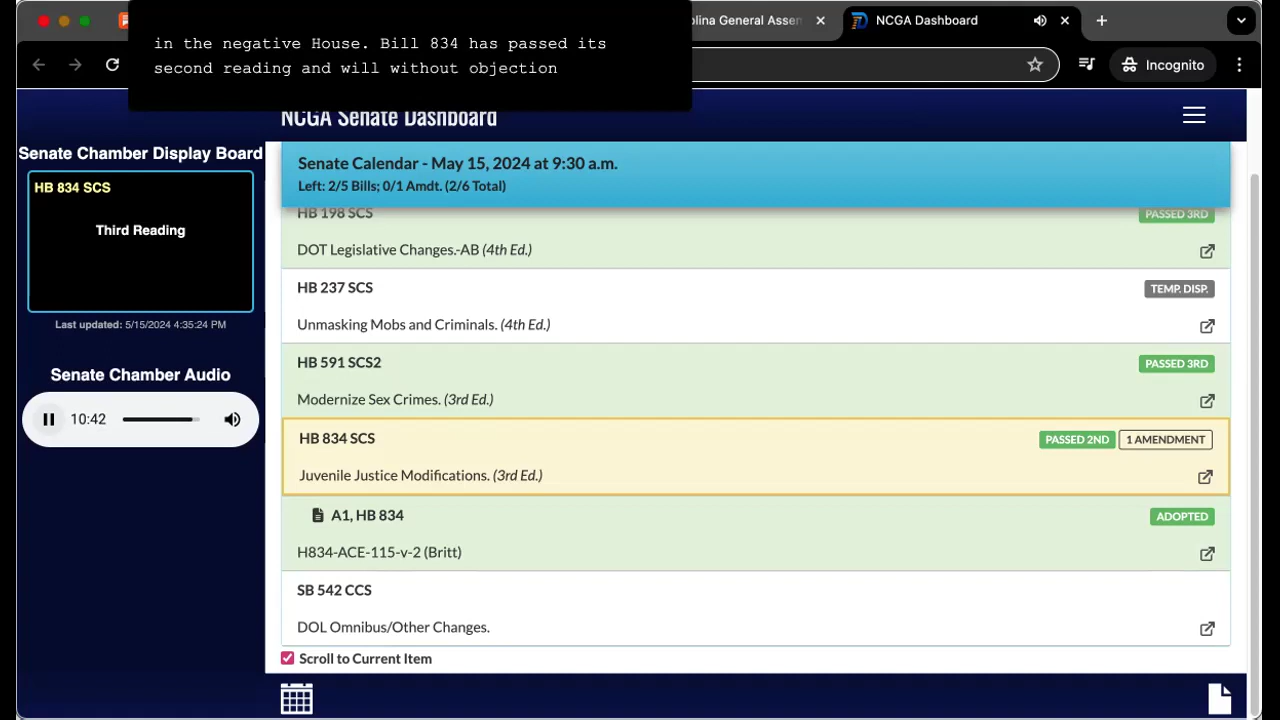 in the negative House. Bill 834 has passed its
second reading and will without objection
olina General Assem
NCGA Dashboard
Incognito
NCGA Senate Dashboard
Senate Chamber Display Board
HB 834 SCS
Third Reading
Last updated: 5/15/2024 4:35:24 PM
Senate Chamber Audio
10:42
Senate Calendar - May 15, 2024 at 9:30 a.m.
Left: 2/5 Bills; 0/1 Amdt. (2/6 Total)
HB 198 SCS PASSED 3RD
DOT Legislative Changes.-AB (4th Ed.)
HB 237 SCS TEMP. DISP.
Unmasking Mobs and Criminals. (4th Ed.)
HB 591 SCS2 PASSED 3RD
Modernize Sex Crimes. (3rd Ed.)
HB 834 SCS PASSED 2ND 1 AMENDMENT
Juvenile Justice Modifications. (3rd Ed.)
A1, HB 834 ADOPTED
H834-ACE-115-v-2 (Britt)
SB 542 CCS
DOL Omnibus/Other Changes.
Scroll to Current Item